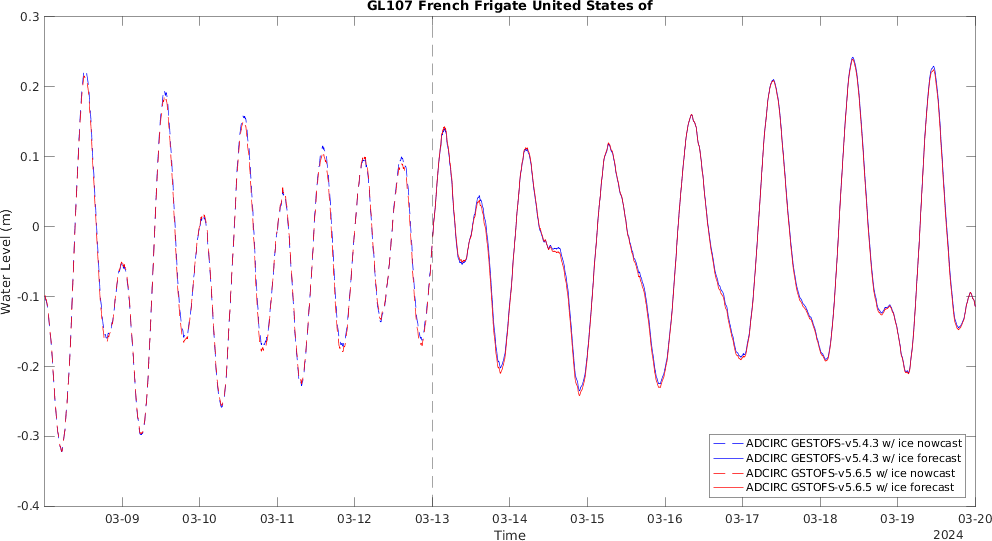 GL107 French Frigate United States of
0.3
0.2
0.1
0
-0.1
-0.2
-0.3
-0.4
Water Level (m)
03-09 03-10 03-11 03-12 03-13 03-14 03-15 03-16 03-17 03-18 03-19 03-20
Time
2024
ADCIRC GESTOFS-v5.4.3 w/ ice nowcast
ADCIRC GESTOFS-v5.4.3 w/ ice forecast
ADCIRC GSTOFS-v5.6.5 w/ ice nowcast
ADCIRC GSTOFS-v5.6.5 w/ ice forecast